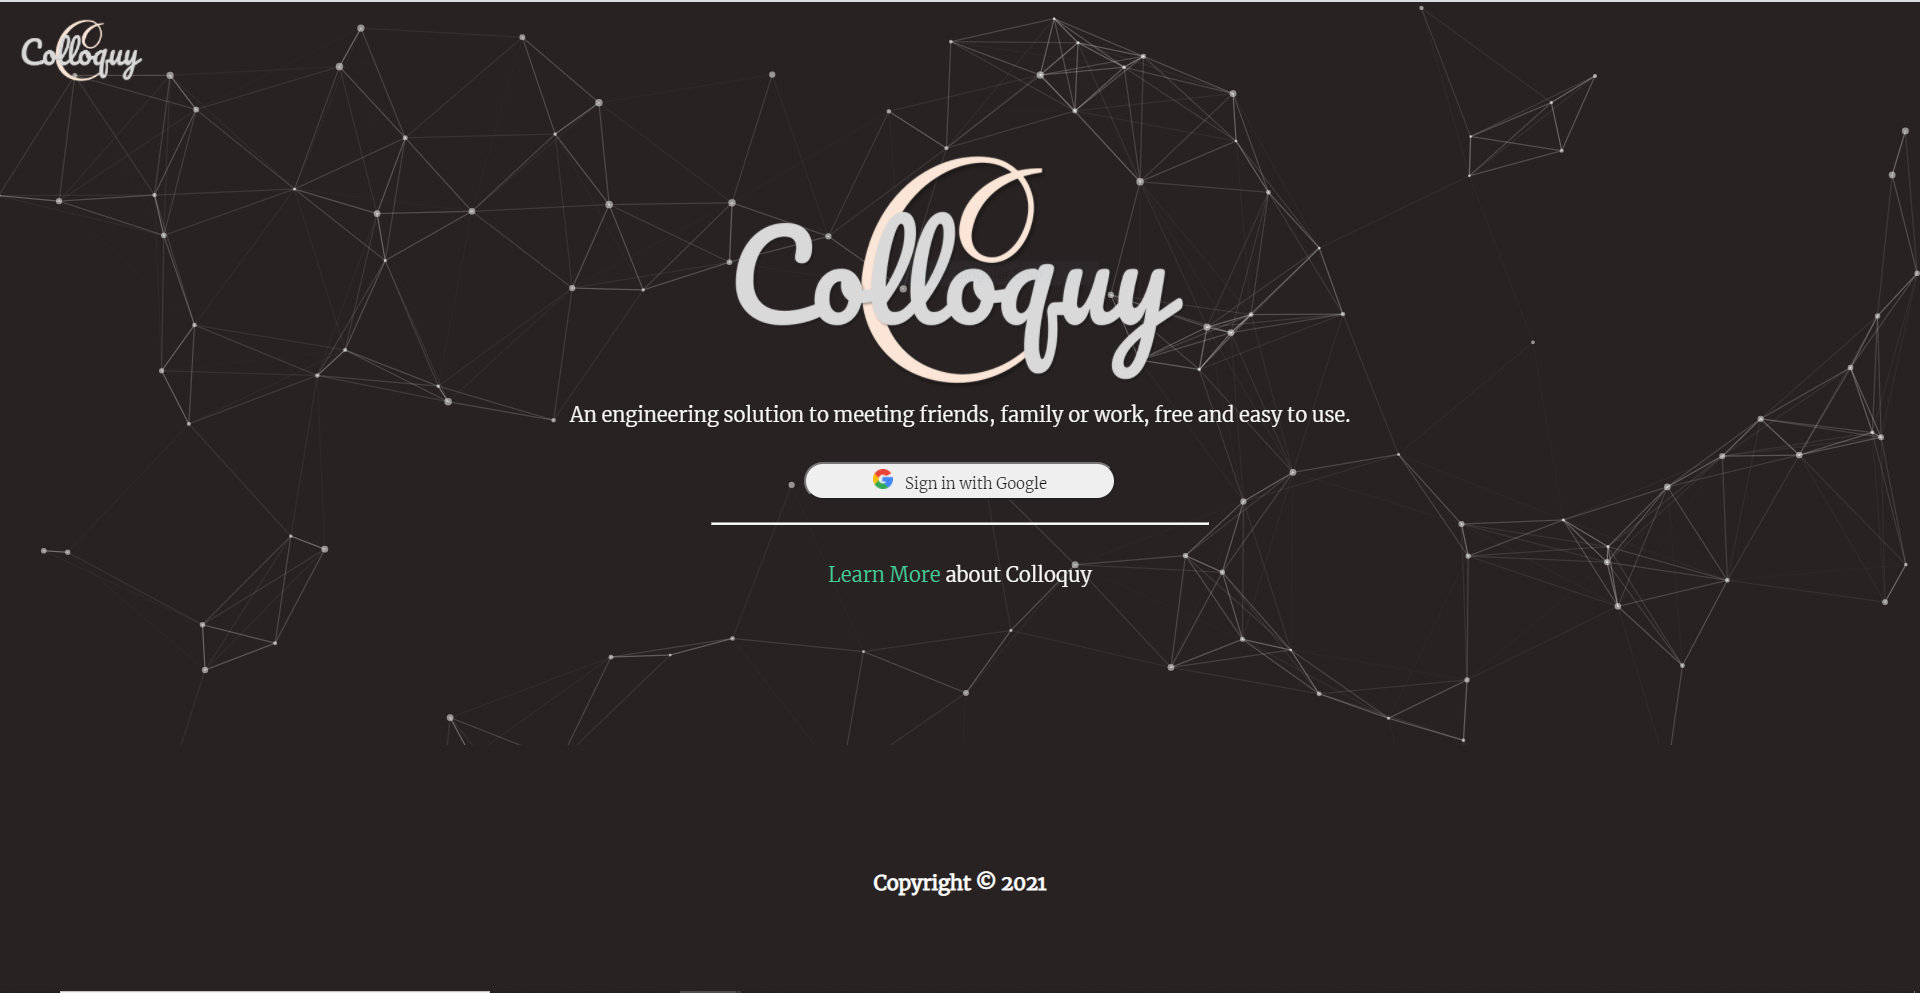 Colloquy
Colloquy
An engineering solution to meeting friends, family or work, free and easy to use.
Sign in with Google
Learn More about Colloquy
Copyright © 2021